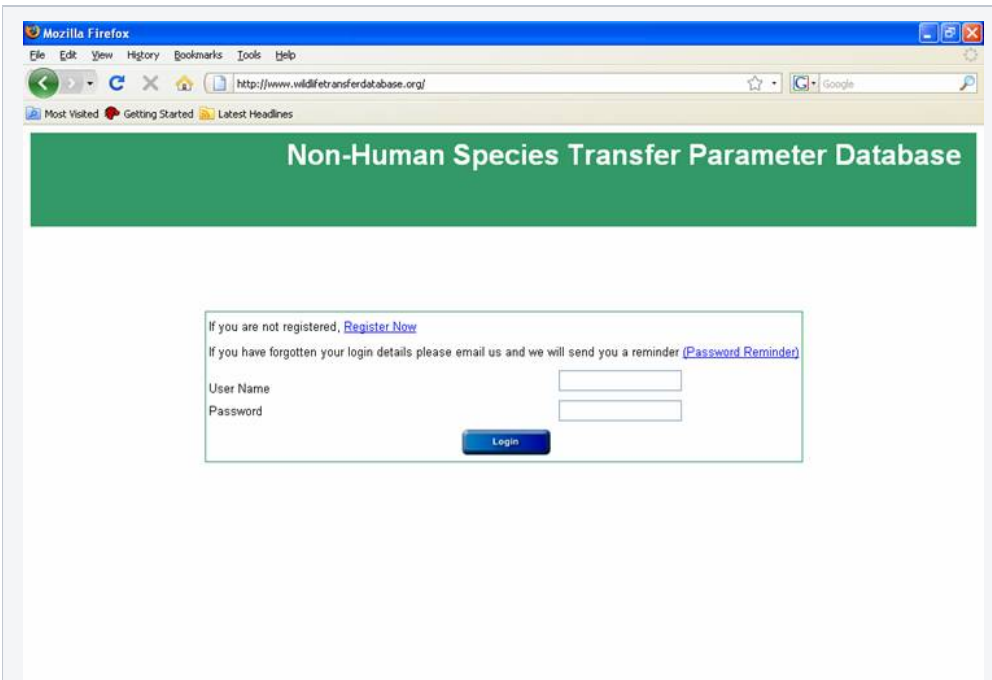 Mozilla Firefox
File Edit View History Bookmarks Tools Help
http://www.wildlifetransferdatabase.org/ G Google
Most Visited Getting Started Latest Headlines
Non-Human Species Transfer Parameter Database
If you are not registered, Register Now
If you have forgotten your login details please email us and we will send you a reminder (Password Reminder)
User Name
Password
Login